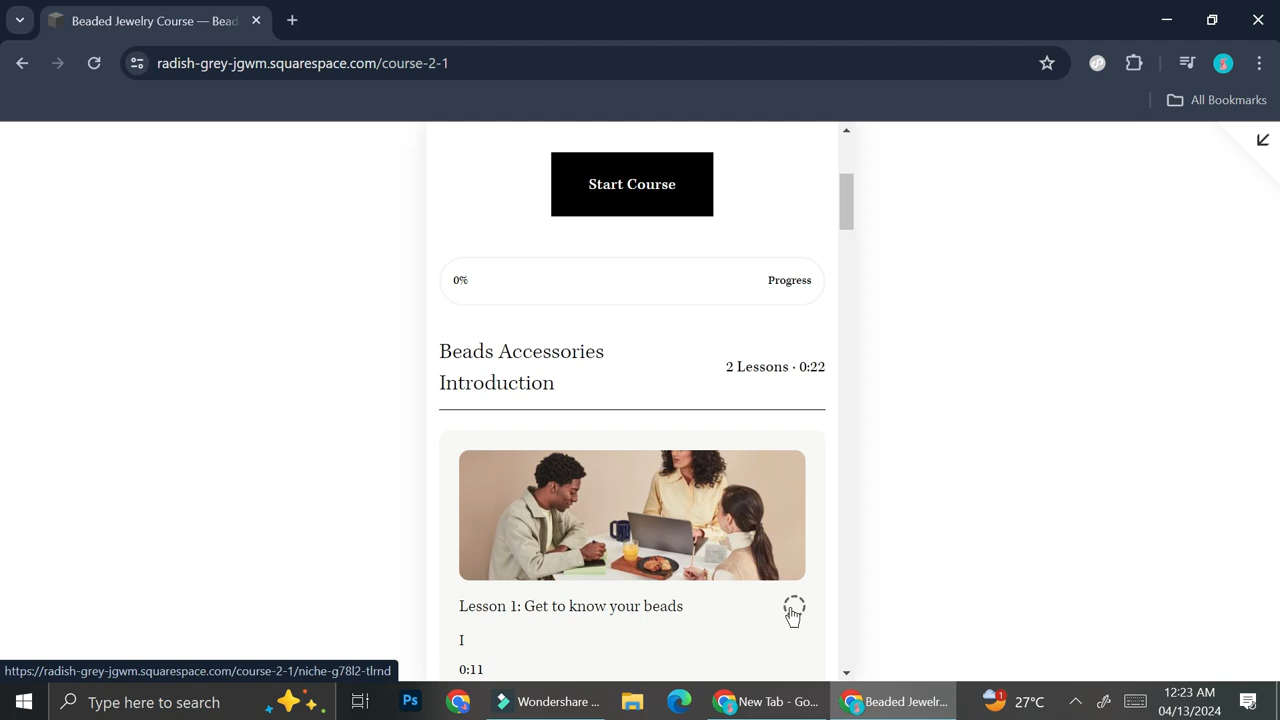 Beaded Jewelry Course — Bead
radish-grey-jgwm.squarespace.com/course-2-1
All Bookmarks
Start Course
0%
Progress
Beads Accessories
Introduction
2 Lessons · 0:22
Lesson 1: Get to know your beads
I
0:11
https://radish-grey-jgwm.squarespace.com/course-2-1/niche-g78l2-tlrnd
Type here to search
Ps
Wondershare ...
New Tab - Go...
Beaded Jewelr...
1
27°C
12:23 AM
04/13/2024